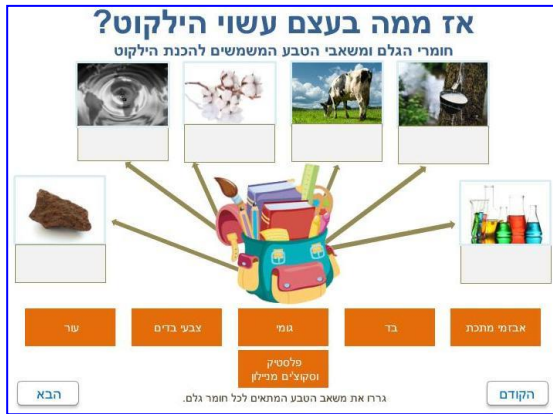 אז ממה בעצם עשוי הילקוט?
חומרי הגלם ומשאבי הטבע המשמשים להכנת הילקוט
אבזמי מתכת
בד
גומי
צבעי בדים
עור
פלסטיק
וסקוצ'ים מניילון
גררו את משאב הטבע המתאים לכל חומר גלם.
הקודם
הבא